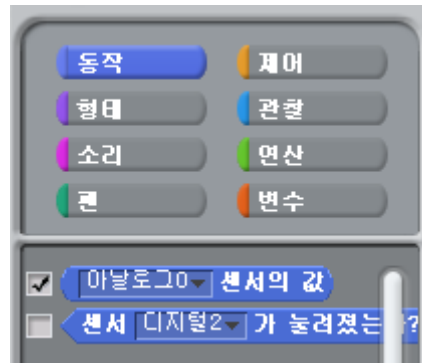 동작 제어
형태 관찰
소리 연산
펜 변수
아날로그0 센서의 값
센서 디지털2 가 눌려졌는가?